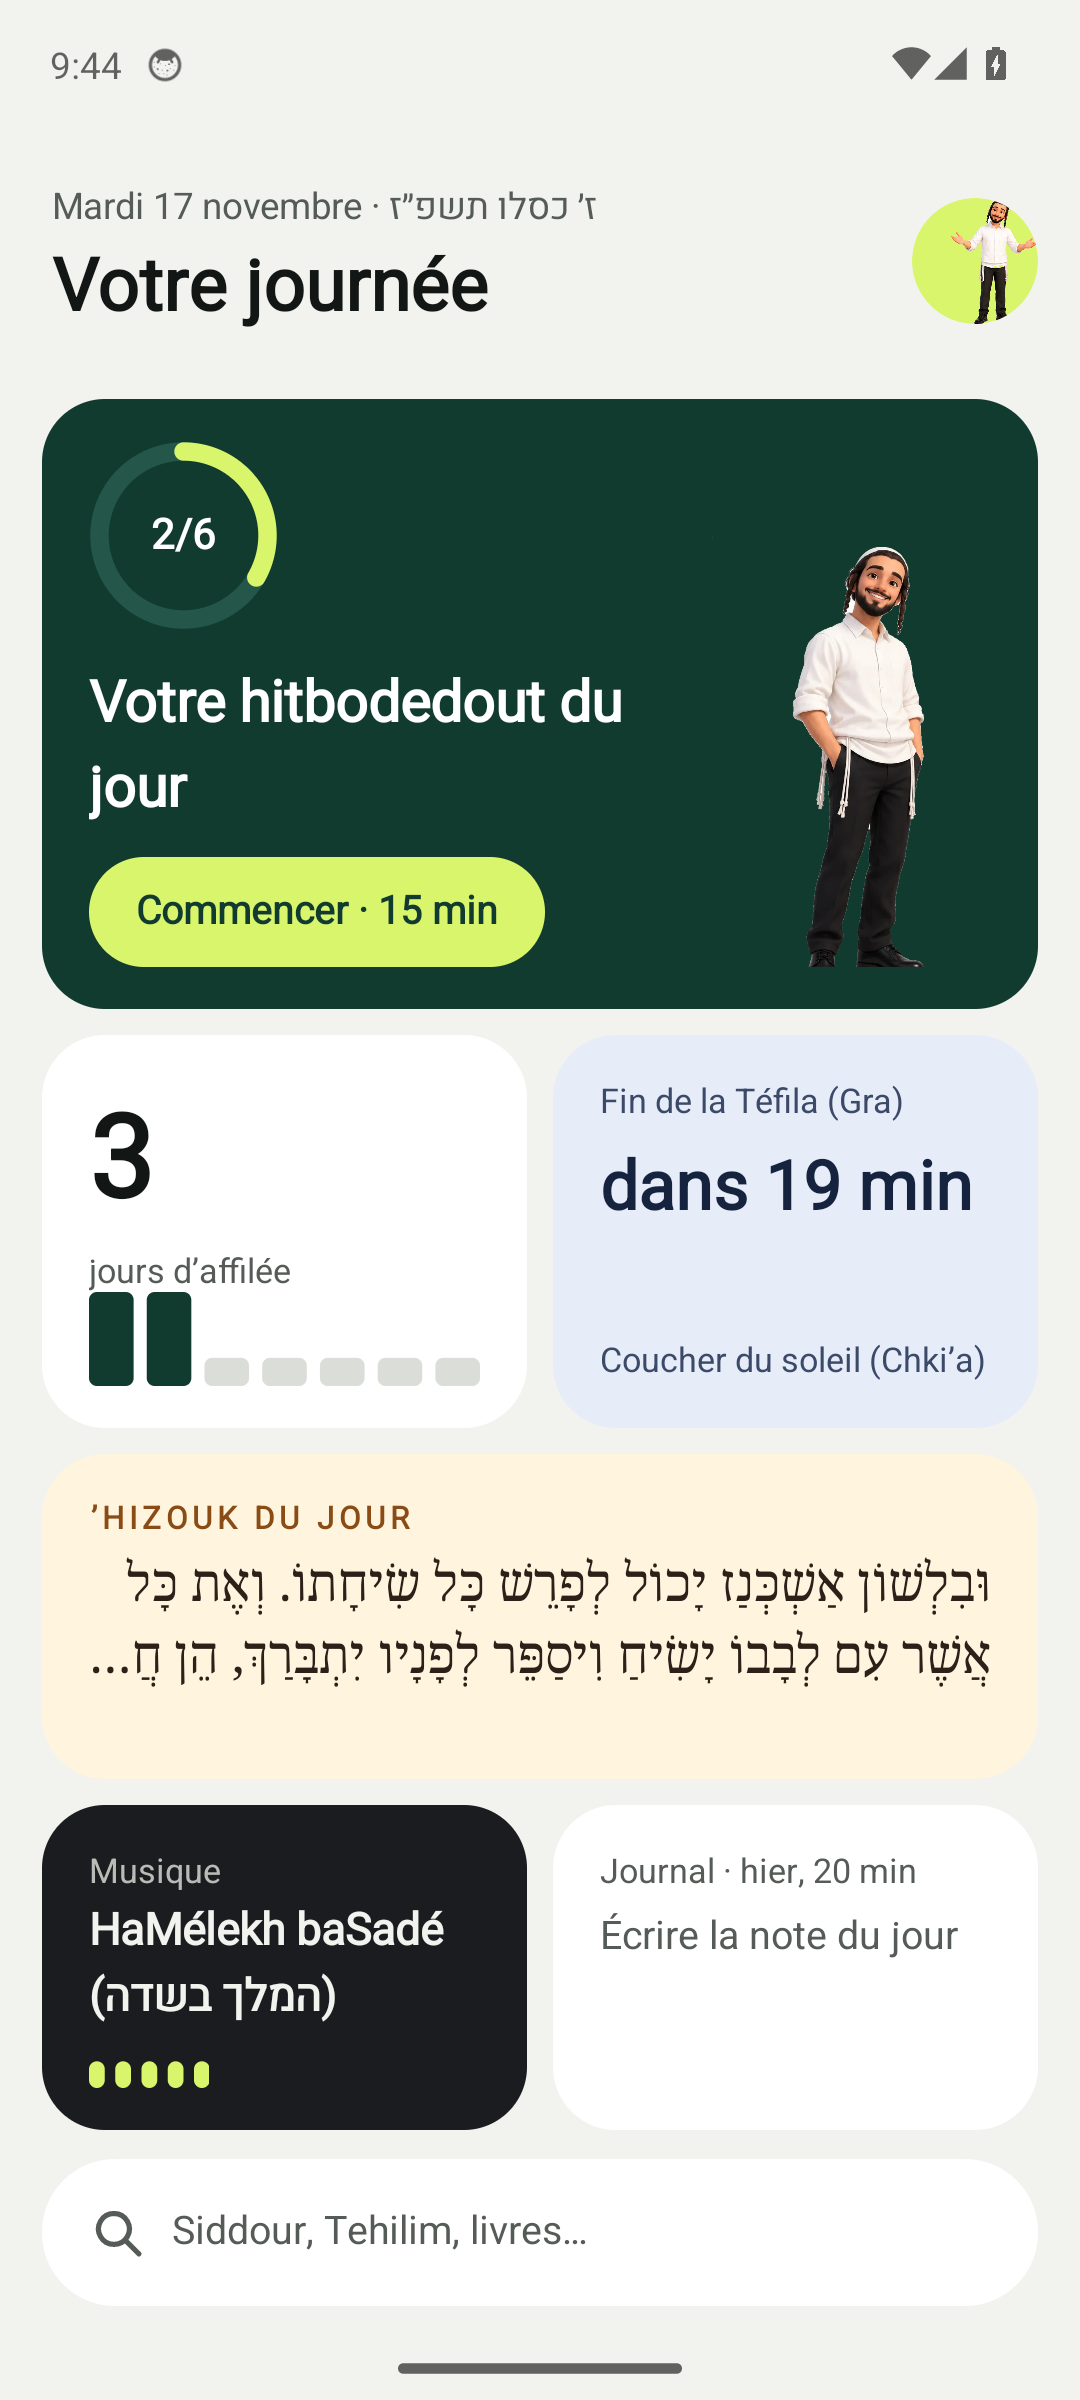 9:44
Mardi 17 novembre · ז׳ כסלו תשפ״ז
Votre journée
2/6
Votre hitbodedout du
jour
Commencer · 15 min
3
jours d’affilée
Fin de la Téfila (Gra)
dans 19 min
Coucher du soleil (Chki’a)
’HIZOUK DU JOUR
וּבִלְשׁוֹן אַשְׁכְּנַז יָכוֹל לְפָרֵשׁ כָּל שִׂיחָתוֹ. וְאֶת כָּל
אֲשֶׁר עִם לְבָבוֹ יָשִׂיחַ וִיסַפֵּר לְפָנָיו יִתְבָּרַךְ, הֵן חֲ...
Musique
HaMélekh baSadé
(המלך בשדה)
Journal · hier, 20 min
Écrire la note du jour
Siddour, Tehilim, livres…